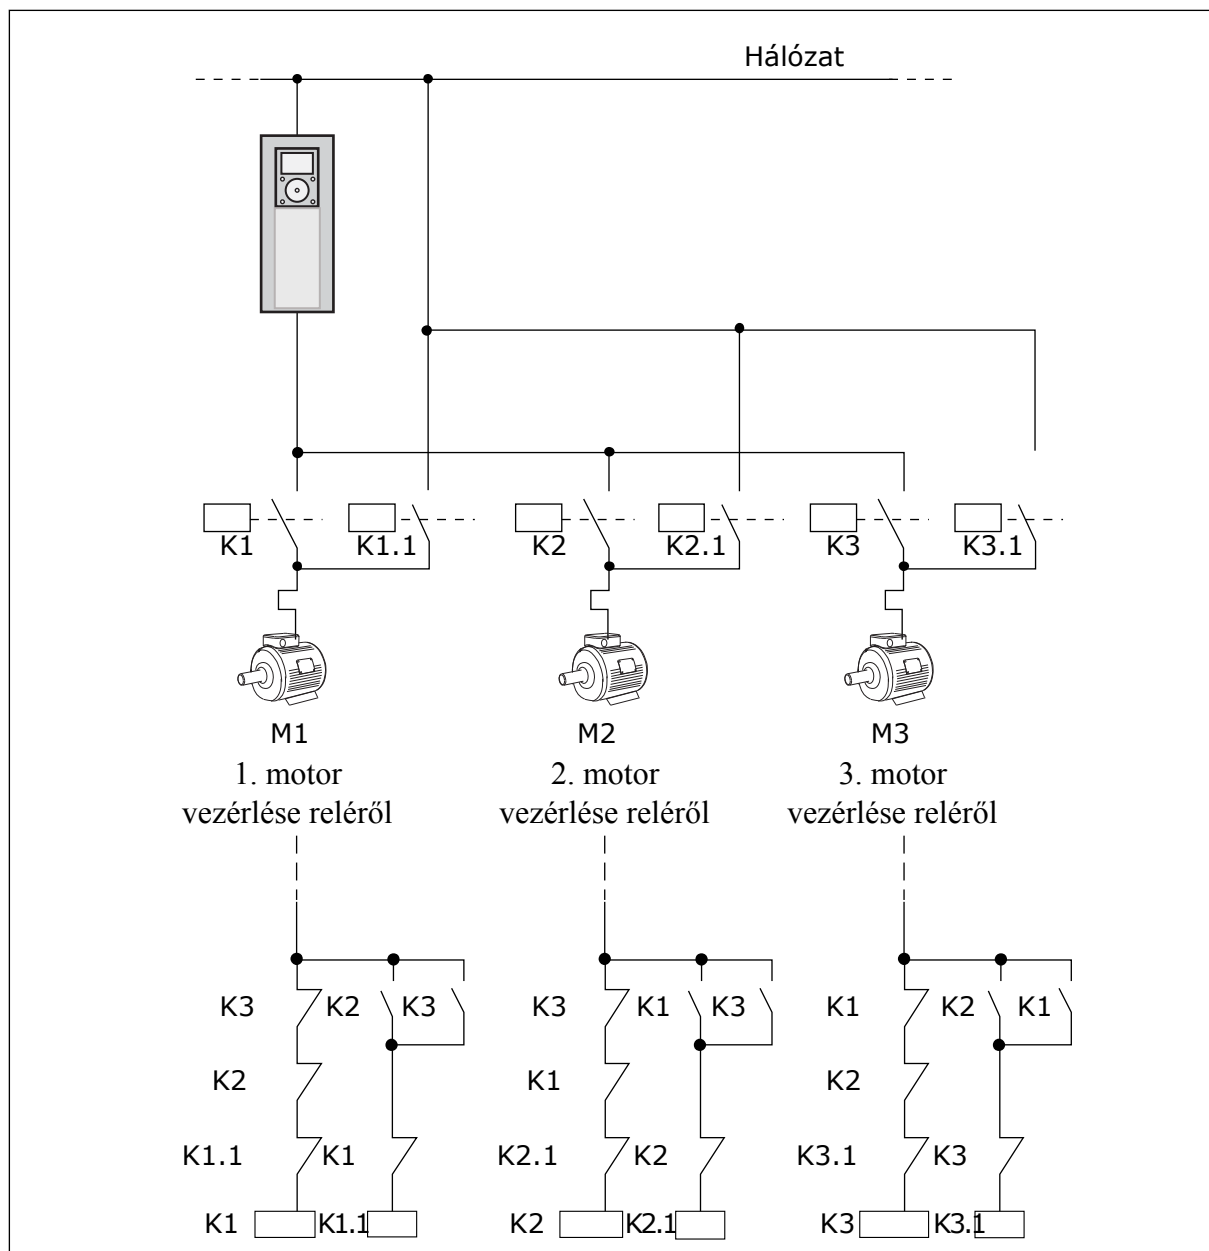 Hálózat
K1
K1.1
K2
K2.1
K3
K3.1
M1
M2
M3
1. motor
vezérlése reléről
2. motor
vezérlése reléről
3. motor
vezérlése reléről
K3
K2
K3
K3
K1
K3
K1
K2
K1
K2
K1
K2
K1.1
K1
K2.1
K2
K3.1
K3
K1
K1.1
K2
K2.1
K3
K3.1